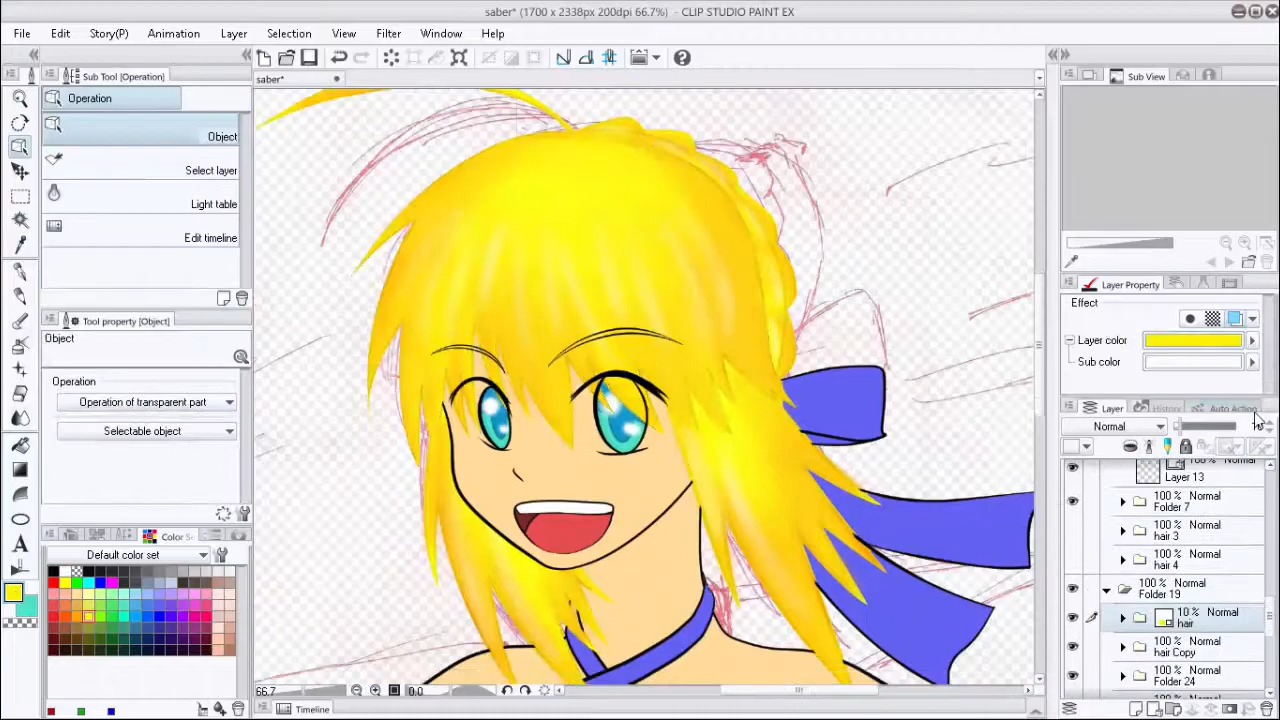 saber* (1700 x 2338px 200dpi 66.7%) - CLIP STUDIO PAINT EX
File Edit Story(P) Animation Layer Selection View Filter Window Help
Sub Tool [Operation]
saber*
Sub View
Operation
Object
Select layer
Light table
Edit timeline
Layer Property
Tool property [Object]
Effect
Object
Layer color
Sub color
Operation
Operation of transparent part
Layer History Auto Action
Selectable object
Normal
100 % Normal
Layer 13
100 % Normal
Folder 7
100 % Normal
hair 3
Color Se
Default color set
100 % Normal
hair 4
100 % Normal
Folder 19
10 % Normal
hair
100 % Normal
hair Copy
100 % Normal
Folder 24
66.7 0.0
Timeline